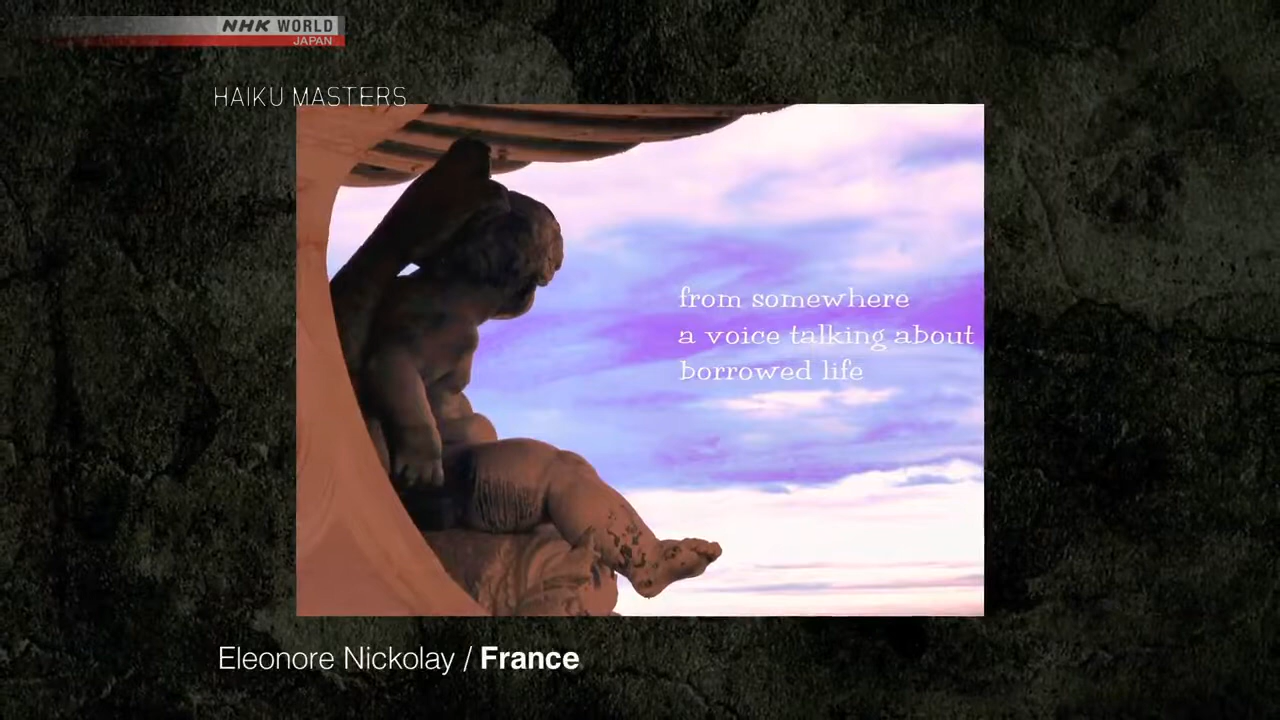 NHK WORLD
JAPAN
HAIKU MASTERS
from somewhere
a voice talking about
borrowed life
Eleonore Nickolay / France